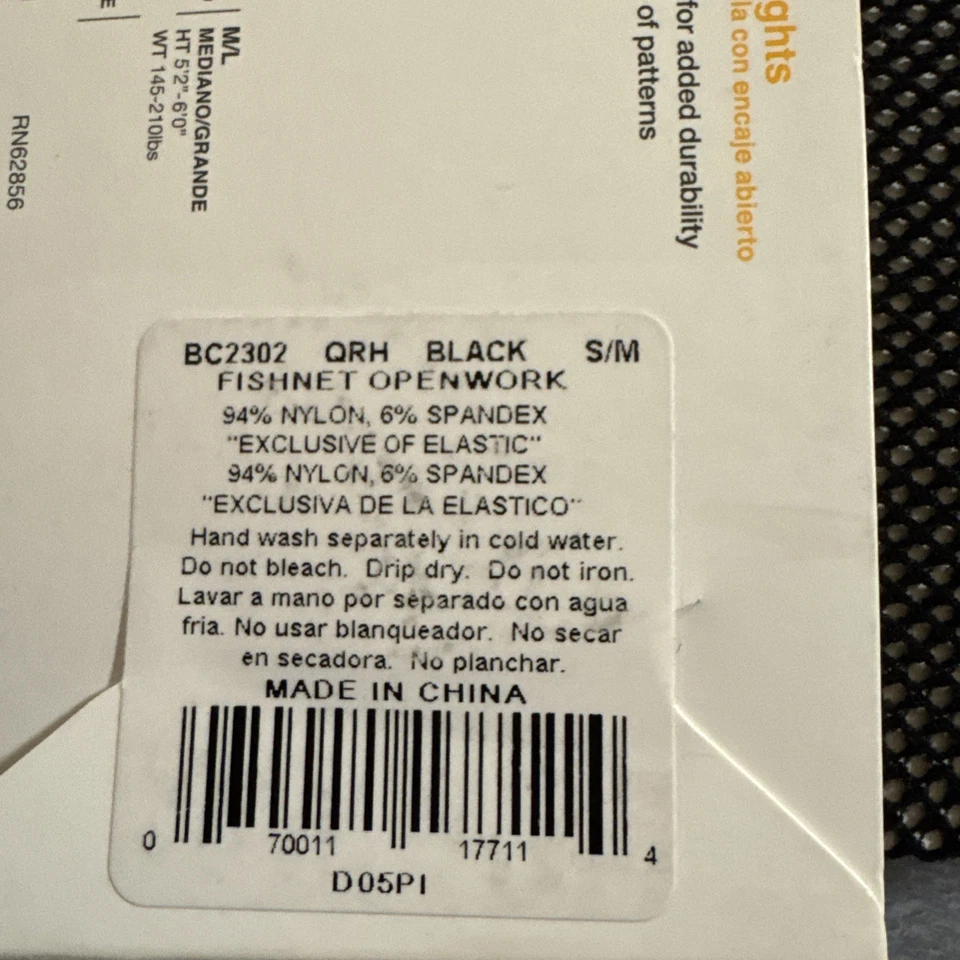 ghts
la con encaje abierto
for added durability
of patterns
M/L
MEDIANO/GRANDE
HT 5'2"-6'0"
WT 145-210lbs
E
RN62856
BC2302 QRH BLACK S/M
FISHNET OPENWORK
94% NYLON, 6% SPANDEX
"EXCLUSIVE OF ELASTIC"
94% NYLON, 6% SPANDEX
"EXCLUSIVA DE LA ELASTICO"
Hand wash separately in cold water.
Do not bleach. Drip dry. Do not iron.
Lavar a mano por separado con agua
fria. No usar blanqueador. No secar
en secadora. No planchar.
MADE IN CHINA
0 70011 17711 4
D05PI